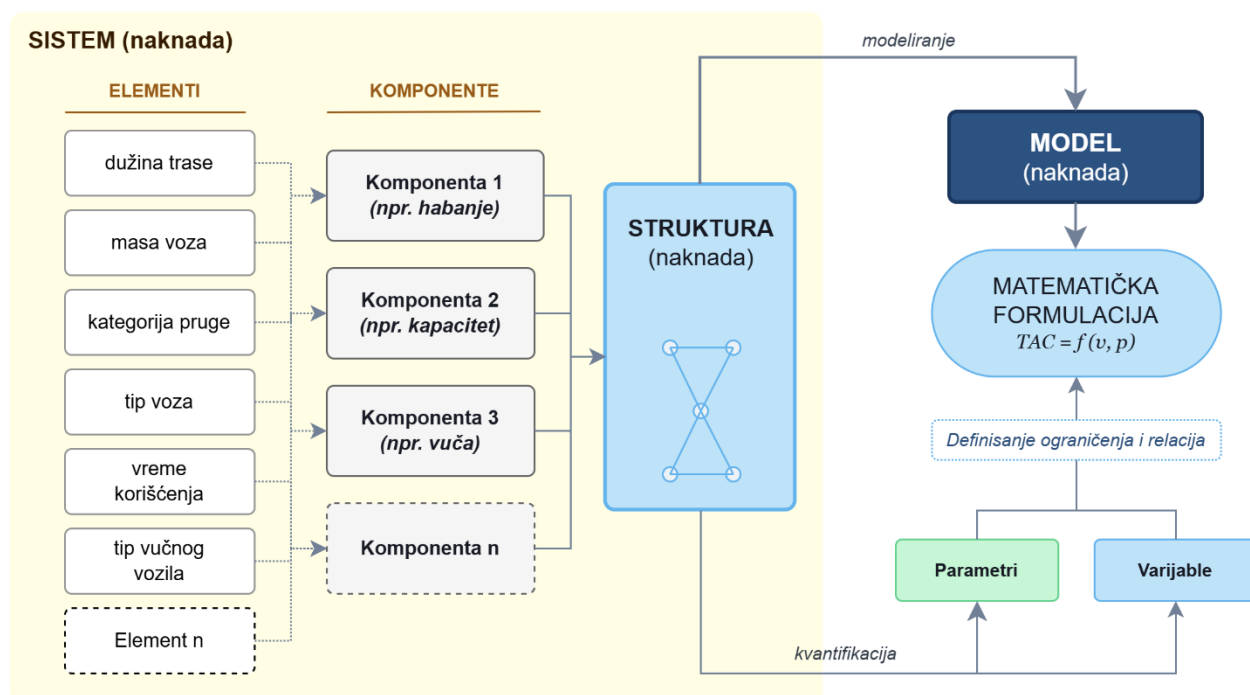 SISTEM (naknada)
ELEMENTI
dužina trase
masa voza
kategorija pruge
tip voza
vreme
korišćenja
tip vučnog
vozila
Element n
KOMPONENTE
Komponenta 1
(npr. habanje)
Komponenta 2
(npr. kapacitet)
Komponenta 3
(npr. vuča)
Komponenta n
STRUKTURA
(naknada)
modeliranje
MODEL
(naknada)
MATEMATIČKA
FORMULACIJA
TAC = f (υ, p)
Definisanje ograničenja i relacija
Parametri
Varijable
kvantifikacija